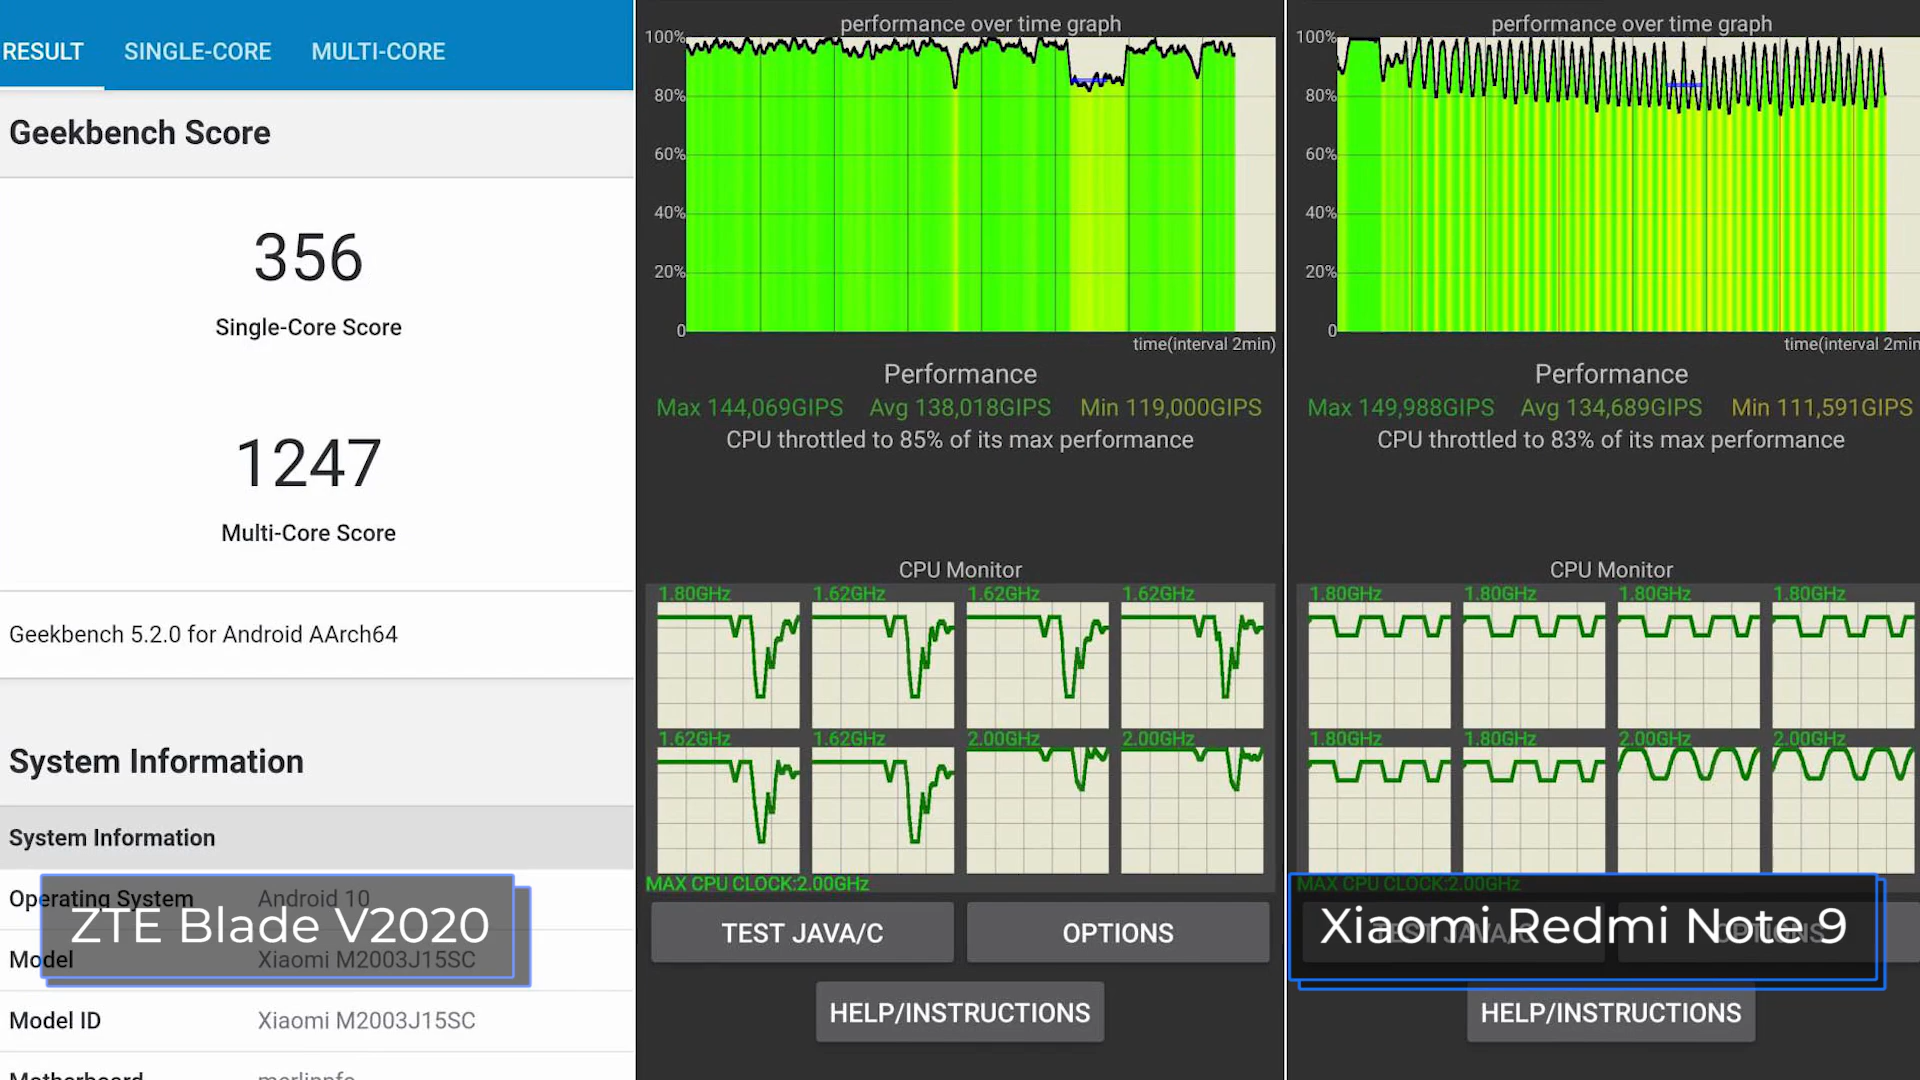 RESULT SINGLE-CORE MULTI-CORE
Geekbench Score
356
Single-Core Score
1247
Multi-Core Score
Geekbench 5.2.0 for Android AArch64
System Information
System Information
Operating System Android 10
ZTE Blade V2020
Model Xiaomi M2003J15SC
Model ID Xiaomi M2003J15SC
Motherboard merlinnfc
performance over time graph
100%
80%
60%
40%
20%
0
time(interval 2min)
Performance
Max 144,069GIPS Avg 138,018GIPS Min 119,000GIPS
CPU throttled to 85% of its max performance
CPU Monitor
1.80GHz 1.62GHz 1.62GHz 1.62GHz
1.62GHz 1.62GHz 2.00GHz 2.00GHz
MAX CPU CLOCK:2.00GHz
TEST JAVA/C OPTIONS
HELP/INSTRUCTIONS
performance over time graph
100%
80%
60%
40%
20%
0
time(interval 2min
Performance
Max 149,988GIPS Avg 134,689GIPS Min 111,591GIPS
CPU throttled to 83% of its max performance
CPU Monitor
1.80GHz 1.80GHz 1.80GHz 1.80GHz
1.80GHz 1.80GHz 2.00GHz 2.00GHz
MAX CPU CLOCK:2.00GHz
Xiaomi Redmi Note 9
TEST JAVA/C OPTIONS
HELP/INSTRUCTIONS